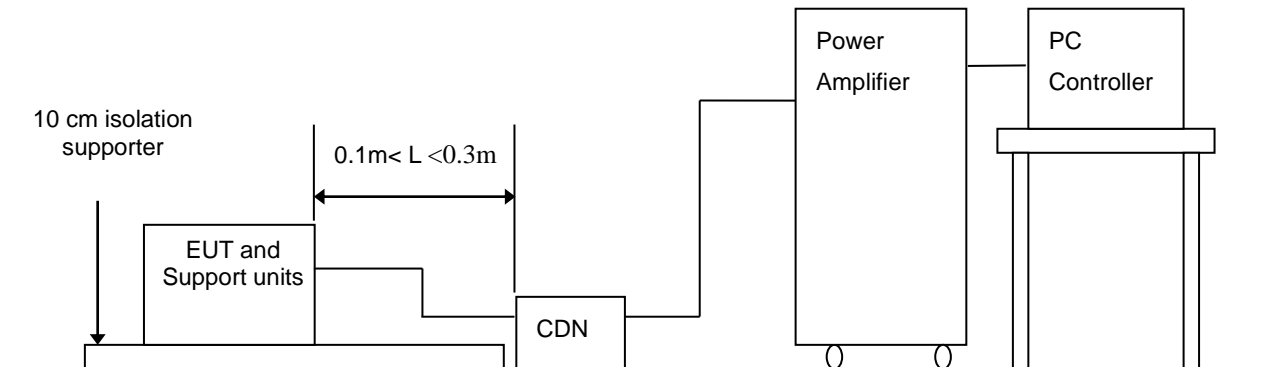 10 cm isolation
supporter
0.1m< L <0.3m
EUT and
Support units
CDN
Power
Amplifier
PC
Controller